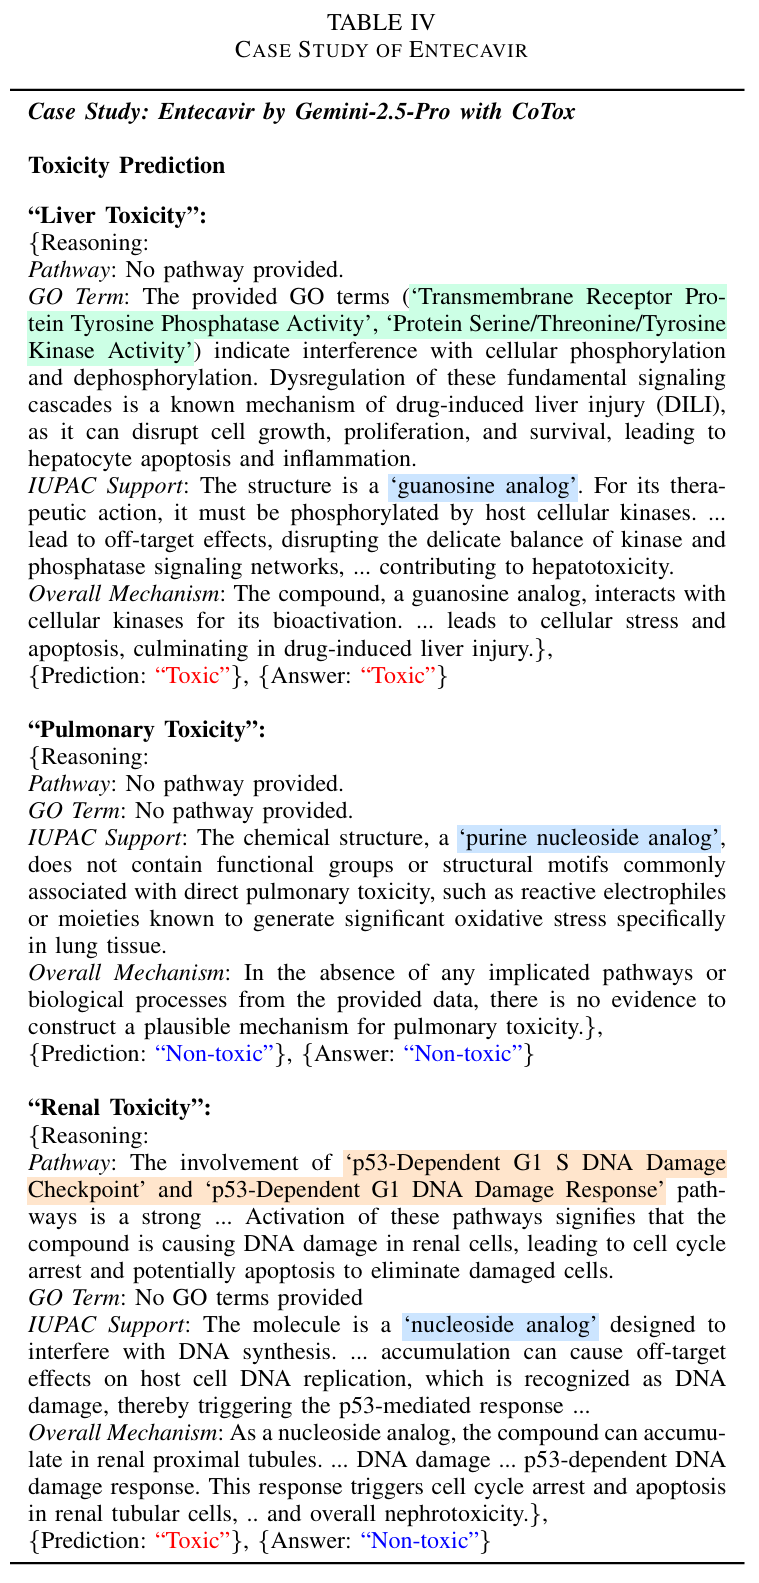 TABLE IV
CASE STUDY OF ENTECAVIR
Case Study: Entecavir by Gemini-2.5-Pro with CoTox
Toxicity Prediction
“Liver Toxicity”:
{Reasoning:
Pathway: No pathway provided.
GO Term: The provided GO terms (‘Transmembrane Receptor Pro-
tein Tyrosine Phosphatase Activity’, ‘Protein Serine/Threonine/Tyrosine
Kinase Activity’) indicate interference with cellular phosphorylation
and dephosphorylation. Dysregulation of these fundamental signaling
cascades is a known mechanism of drug-induced liver injury (DILI),
as it can disrupt cell growth, proliferation, and survival, leading to
hepatocyte apoptosis and inflammation.
IUPAC Support: The structure is a ‘guanosine analog’. For its thera-
peutic action, it must be phosphorylated by host cellular kinases. ...
lead to off-target effects, disrupting the delicate balance of kinase and
phosphatase signaling networks, ... contributing to hepatotoxicity.
Overall Mechanism: The compound, a guanosine analog, interacts with
cellular kinases for its bioactivation. ... leads to cellular stress and
apoptosis, culminating in drug-induced liver injury.},
{Prediction: “Toxic”}, {Answer: “Toxic”}
“Pulmonary Toxicity”:
{Reasoning:
Pathway: No pathway provided.
GO Term: No pathway provided.
IUPAC Support: The chemical structure, a ‘purine nucleoside analog’,
does not contain functional groups or structural motifs commonly
associated with direct pulmonary toxicity, such as reactive electrophiles
or moieties known to generate significant oxidative stress specifically
in lung tissue.
Overall Mechanism: In the absence of any implicated pathways or
biological processes from the provided data, there is no evidence to
construct a plausible mechanism for pulmonary toxicity.},
{Prediction: “Non-toxic”}, {Answer: “Non-toxic”}
“Renal Toxicity”:
{Reasoning:
Pathway: The involvement of ‘p53-Dependent G1 S DNA Damage
Checkpoint’ and ‘p53-Dependent G1 DNA Damage Response’ path-
ways is a strong ... Activation of these pathways signifies that the
compound is causing DNA damage in renal cells, leading to cell cycle
arrest and potentially apoptosis to eliminate damaged cells.
GO Term: No GO terms provided
IUPAC Support: The molecule is a ‘nucleoside analog’ designed to
interfere with DNA synthesis. ... accumulation can cause off-target
effects on host cell DNA replication, which is recognized as DNA
damage, thereby triggering the p53-mediated response ...
Overall Mechanism: As a nucleoside analog, the compound can accumu-
late in renal proximal tubules. ... DNA damage ... p53-dependent DNA
damage response. This response triggers cell cycle arrest and apoptosis
in renal tubular cells, .. and overall nephrotoxicity.},
{Prediction: “Toxic”}, {Answer: “Non-toxic”}